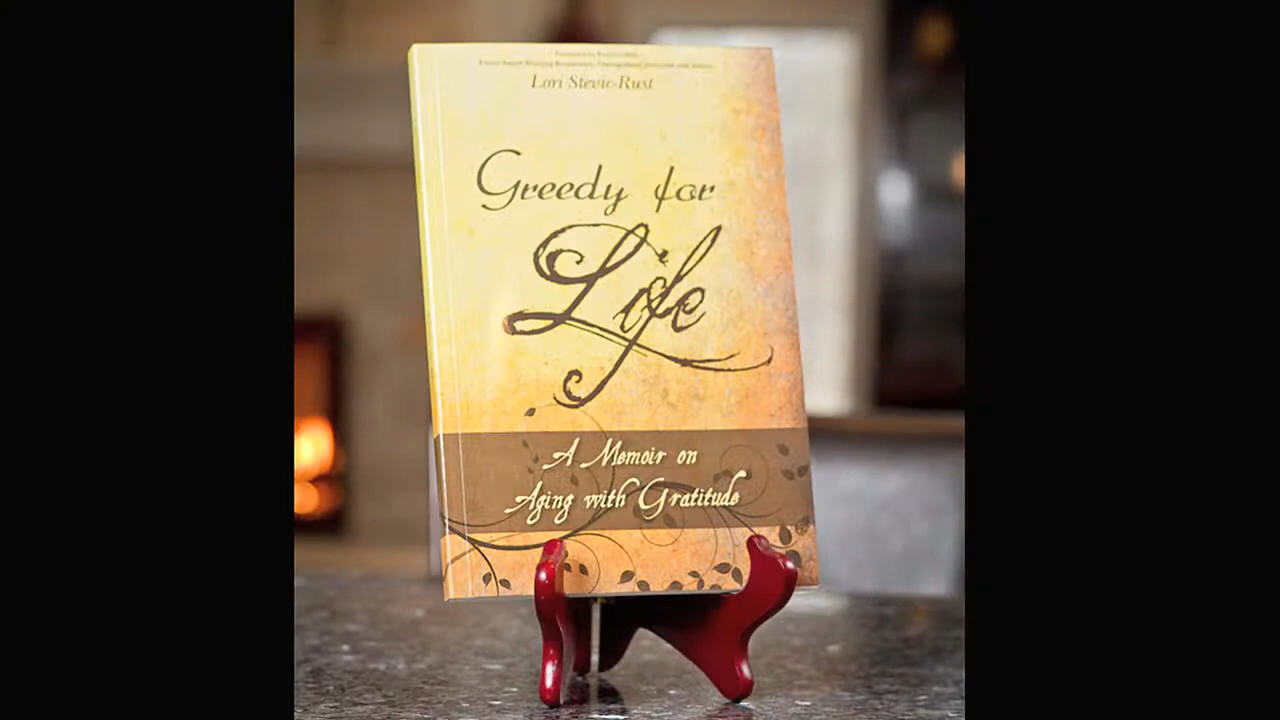 Lori Stevic-Rust
Greedy for
Life
A Memoir on
Aging with Gratitude